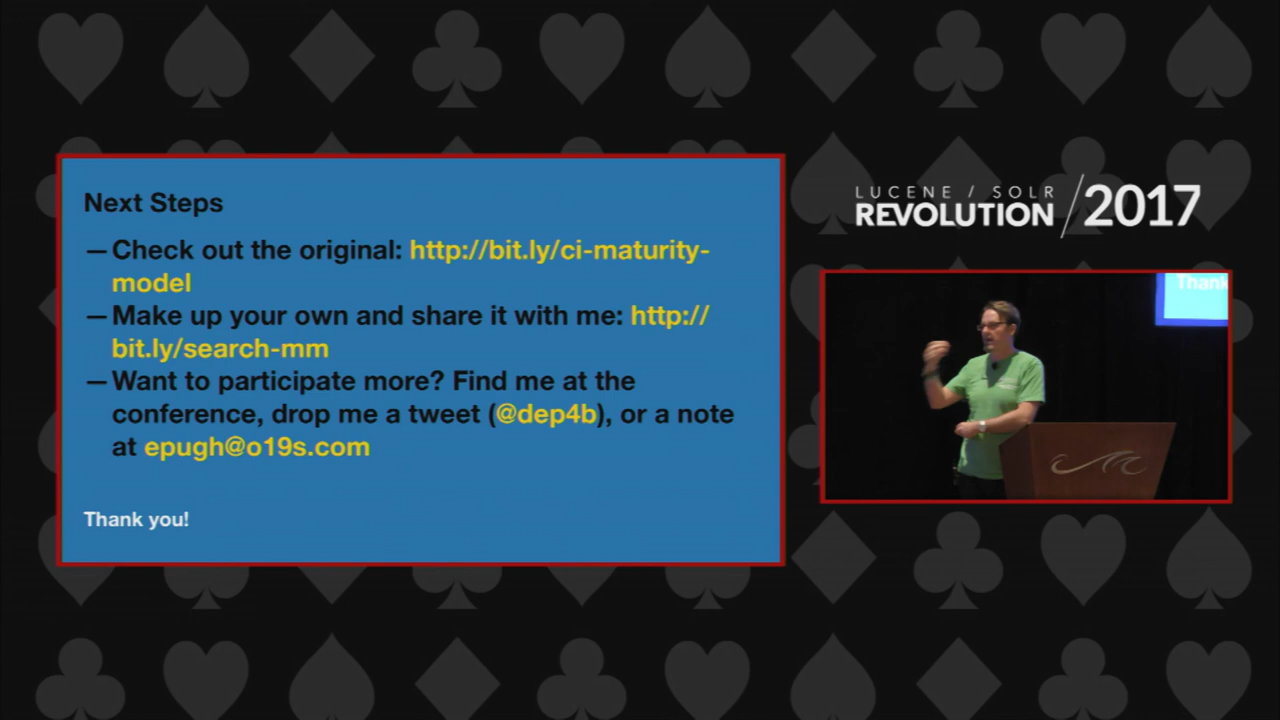 Next Steps
— Check out the original: http://bit.ly/ci-maturity-
model
— Make up your own and share it with me: http://
bit.ly/search-mm
— Want to participate more? Find me at the
conference, drop me a tweet (@dep4b), or a note
at epugh@o19s.com
Thank you!
LUCENE / SOLR
REVOLUTION / 2017
Thank